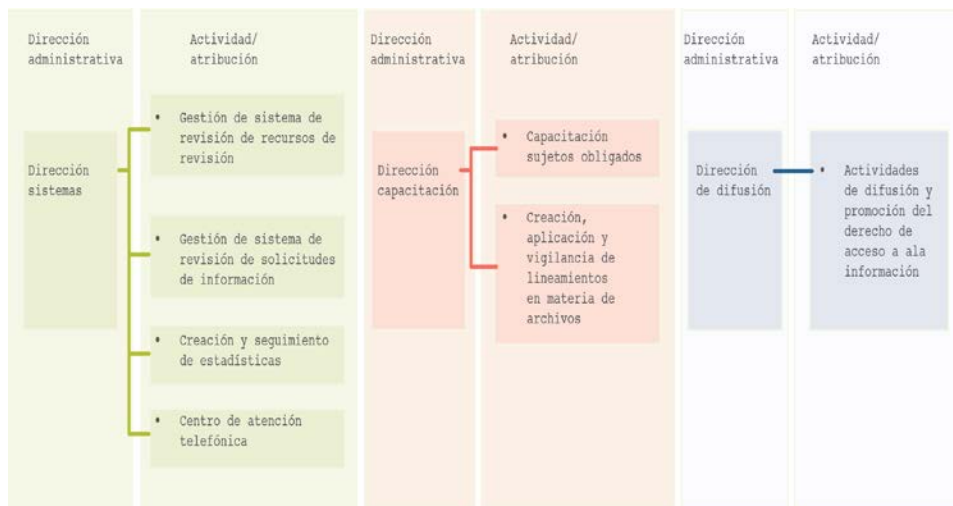 Dirección
administrativa
Actividad/
atribución
Dirección
sistemas
• Gestión de sistema de
revisión de recursos de
revisión
• Gestión de sistema de
revisión de solicitudes
de información
• Creación y seguimiento
de estadísticas
• Centro de atención
telefónica
Dirección
administrativa
Actividad/
atribución
Dirección
capacitación
• Capacitación
sujetos obligados
• Creación,
aplicación y
vigilancia de
lineamientos
en materia de
archivos
Dirección
administrativa
Actividad/
atribución
Dirección
de difusión
• Actividades
de difusión y
promoción del
derecho de
acceso a ala
información